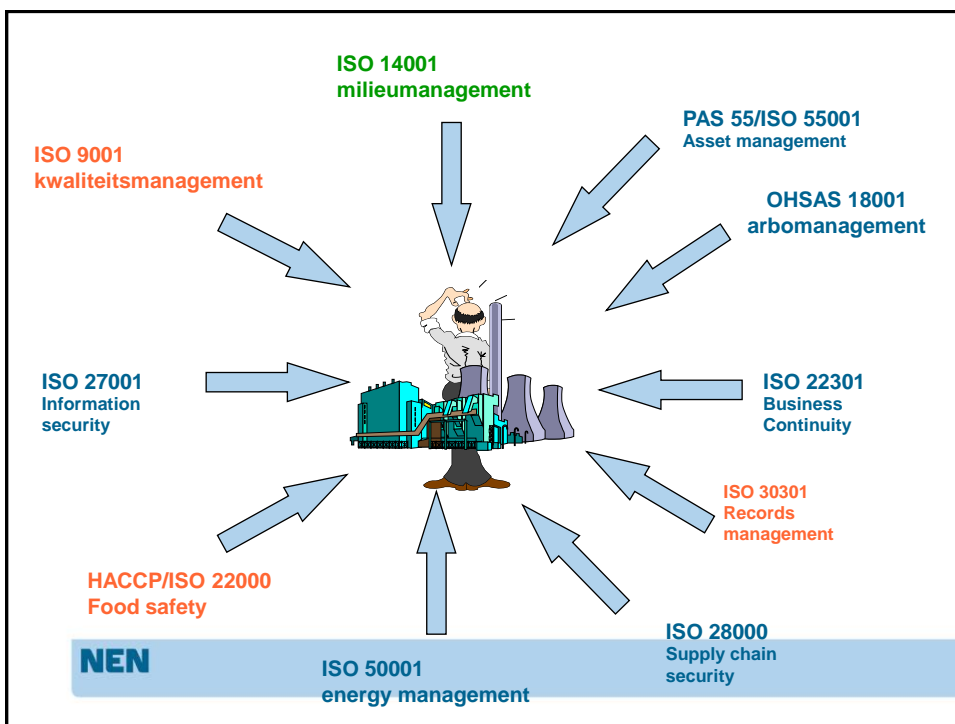 ISO 14001
milieumanagement
PAS 55/ISO 55001
Asset management
ISO 9001
kwaliteitsmanagement
OHSAS 18001
arbomanagement
ISO 27001
Information
security
ISO 22301
Business
Continuity
ISO 30301
Records
management
HACCP/ISO 22000
Food safety
ISO 28000
Supply chain
security
NEN
ISO 50001
energy management